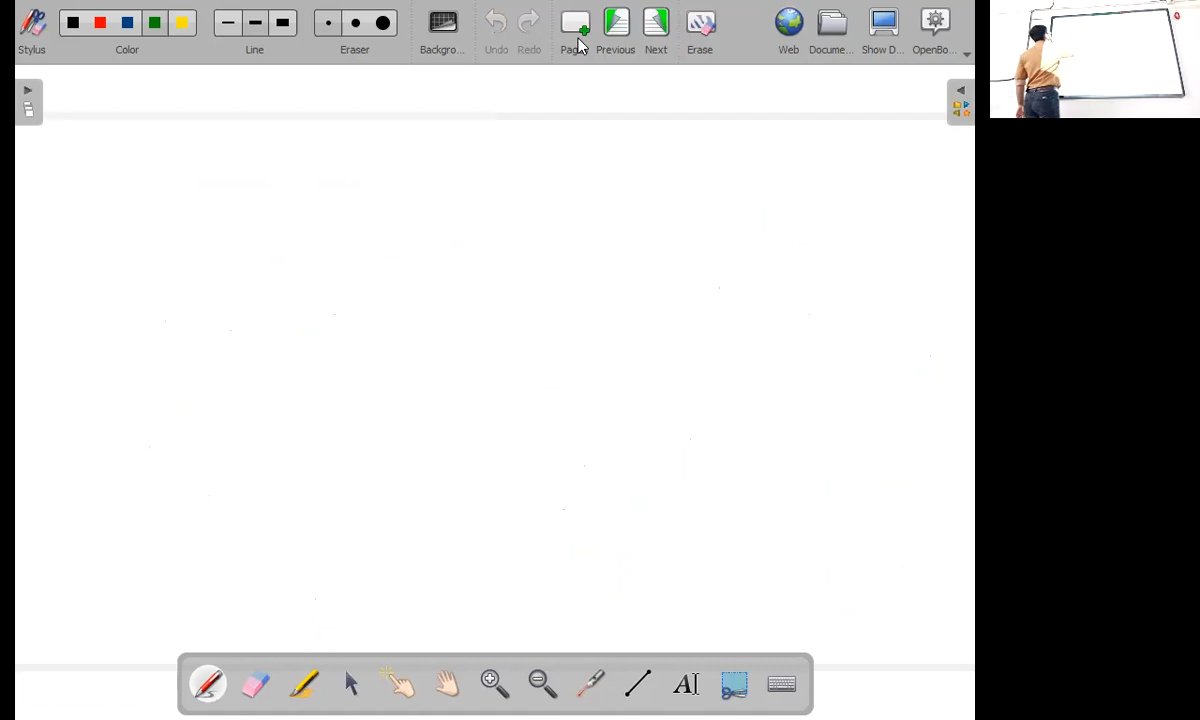 Stylus
Color
Line
Eraser
Backgro...
Undo
Redo
Page
Previous
Next
Erase
Web
Docume...
Show D...
OpenBo...